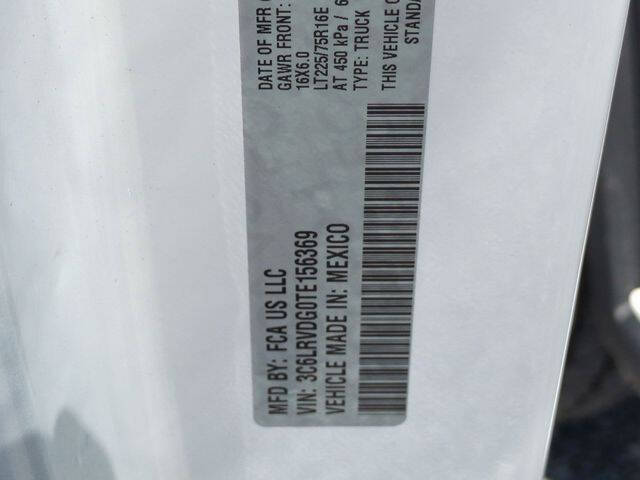 MFD BY: FCA US LLC
VIN: 3C6LRVDG0TE156369
VEHICLE MADE IN: MEXICO
DATE OF MFR
GAWR FRONT:
16X6.0
LT225/75R16E
AT 450 kPa / 6
TYPE: TRUCK
THIS VEHICLE